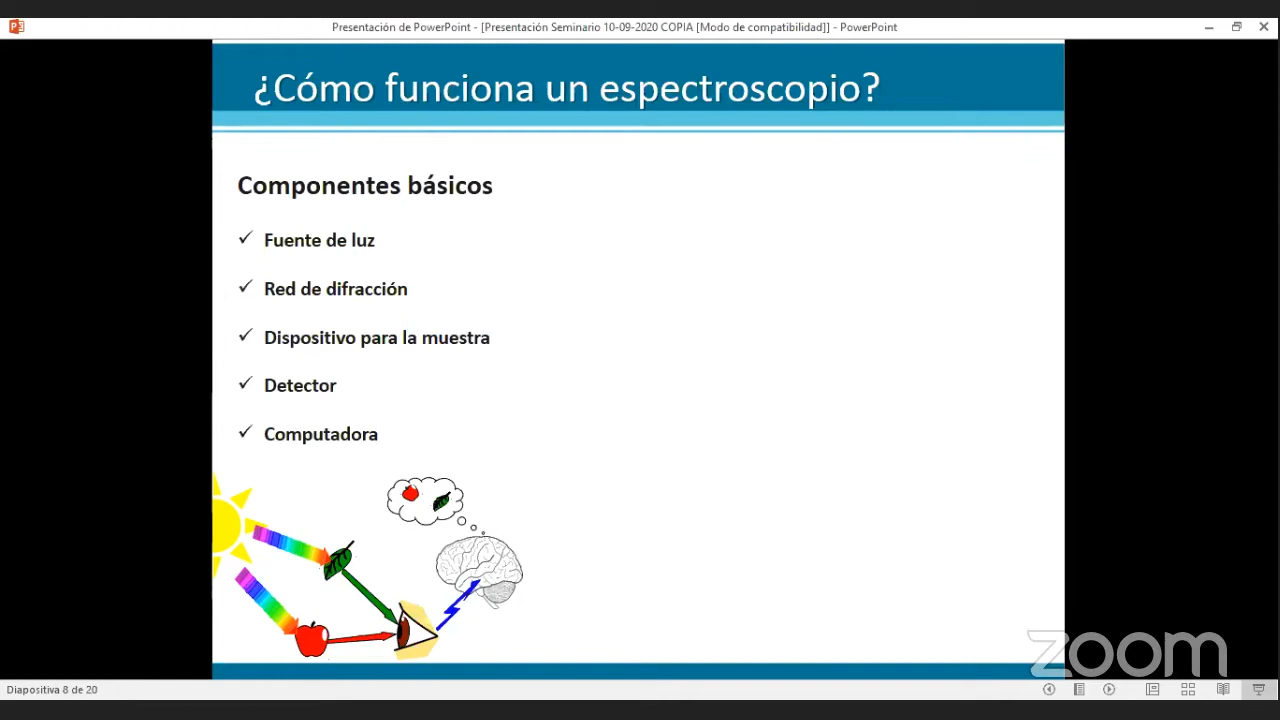 Presentación de PowerPoint - [Presentación Seminario 10-09-2020 COPIA [Modo de compatibilidad]] - PowerPoint
¿Cómo funciona un espectroscopio?
Componentes básicos
✓ Fuente de luz
✓ Red de difracción
✓ Dispositivo para la muestra
✓ Detector
✓ Computadora
zoom
Diapositiva 8 de 20